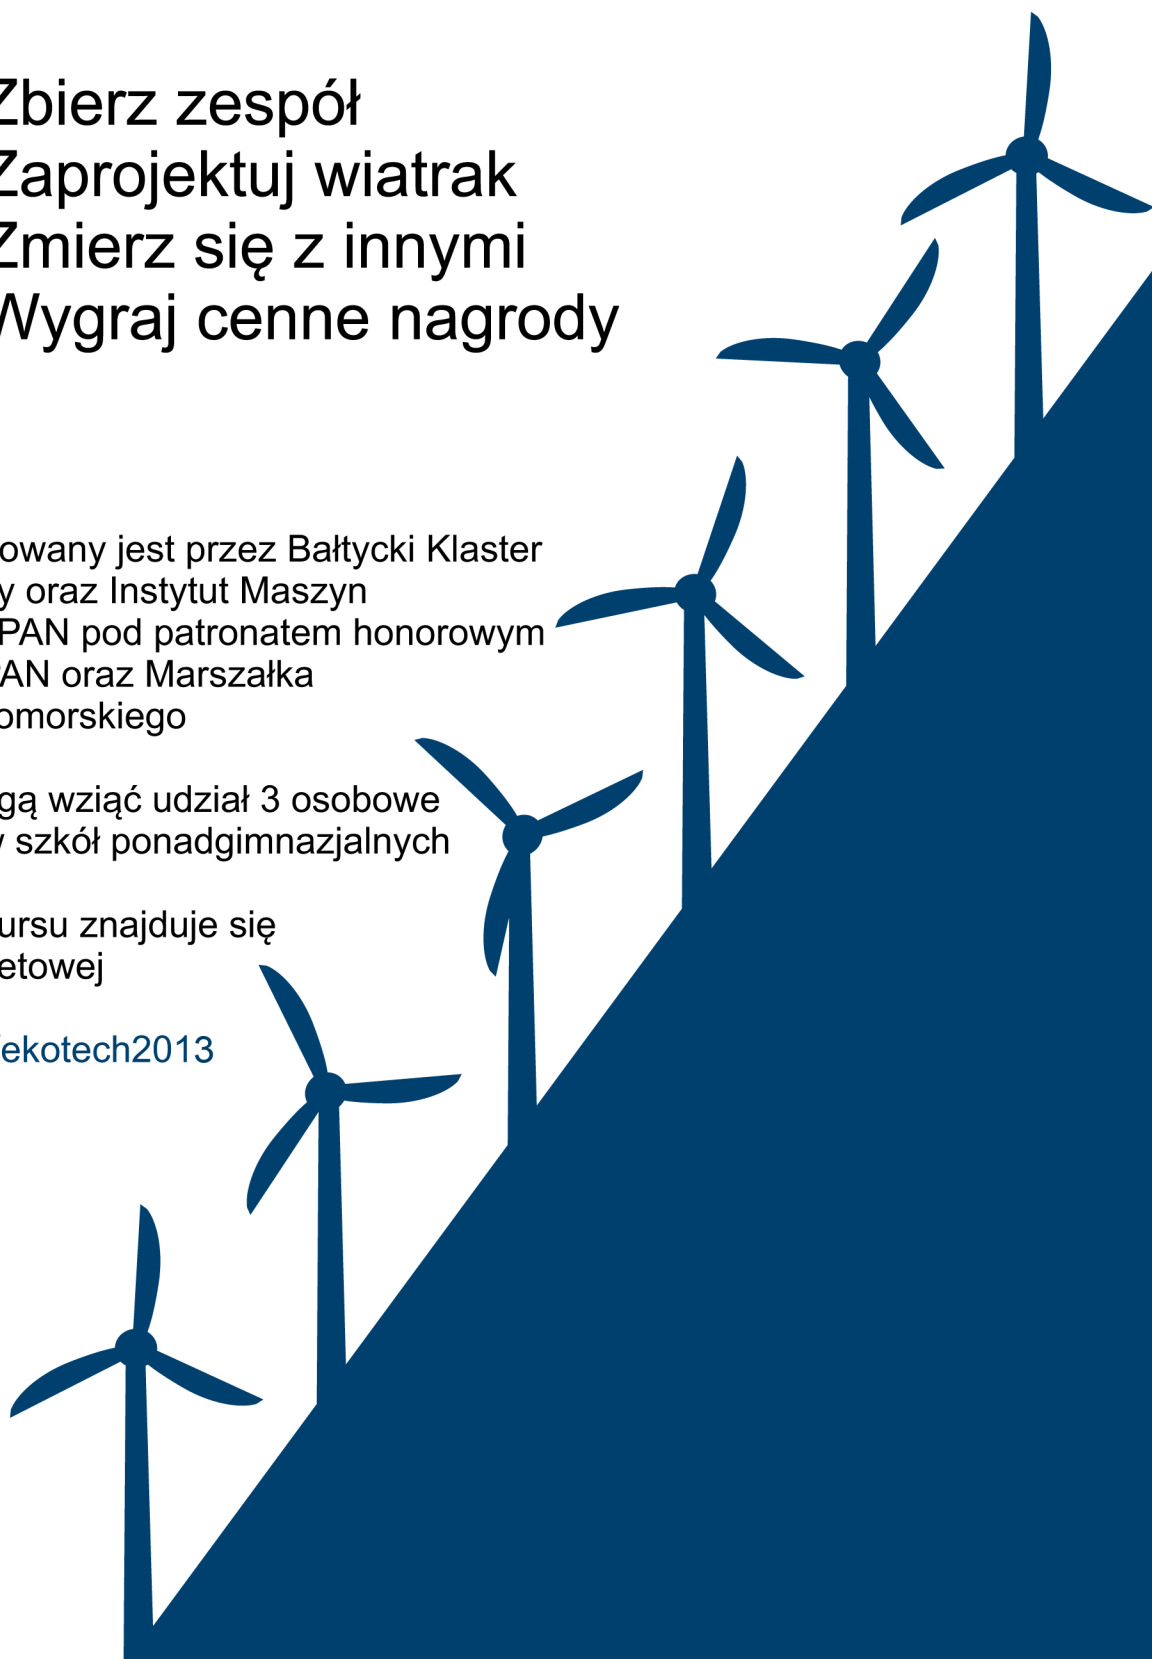 Zbierz zespół
Zaprojektuj wiatrak
Zmierz się z innymi
Wygraj cenne nagrody
owany jest przez Bałtycki Klaster
y oraz Instytut Maszyn
PAN pod patronatem honorowym
PAN oraz Marszałka
omorskiego
gą wziąć udział 3 osobowe
w szkół ponadgimnazjalnych
ursu znajduje się
etowej
/ekotech2013